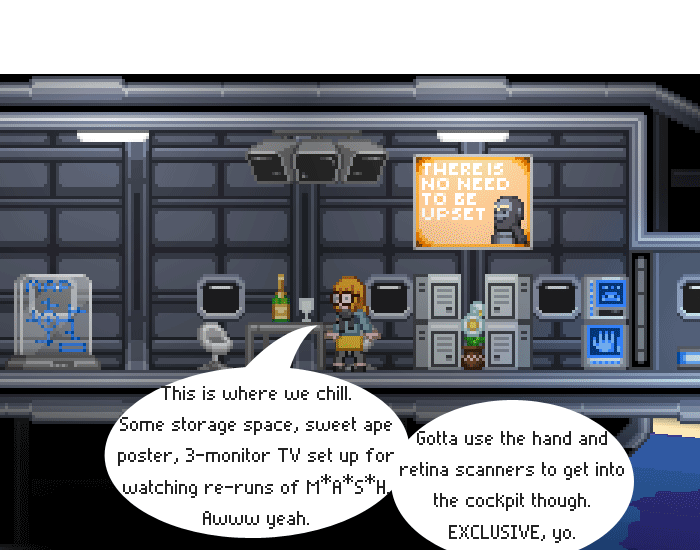 THERE IS
NO NEED
TO BE
UPSET
This is where we chill.
Some storage space, sweet ape
poster, 3-monitor TV set up for
watching re-runs of M*A*S*H.
Awww yeah.
Gotta use the hand and
retina scanners to get into
the cockpit though.
EXCLUSIVE, yo.